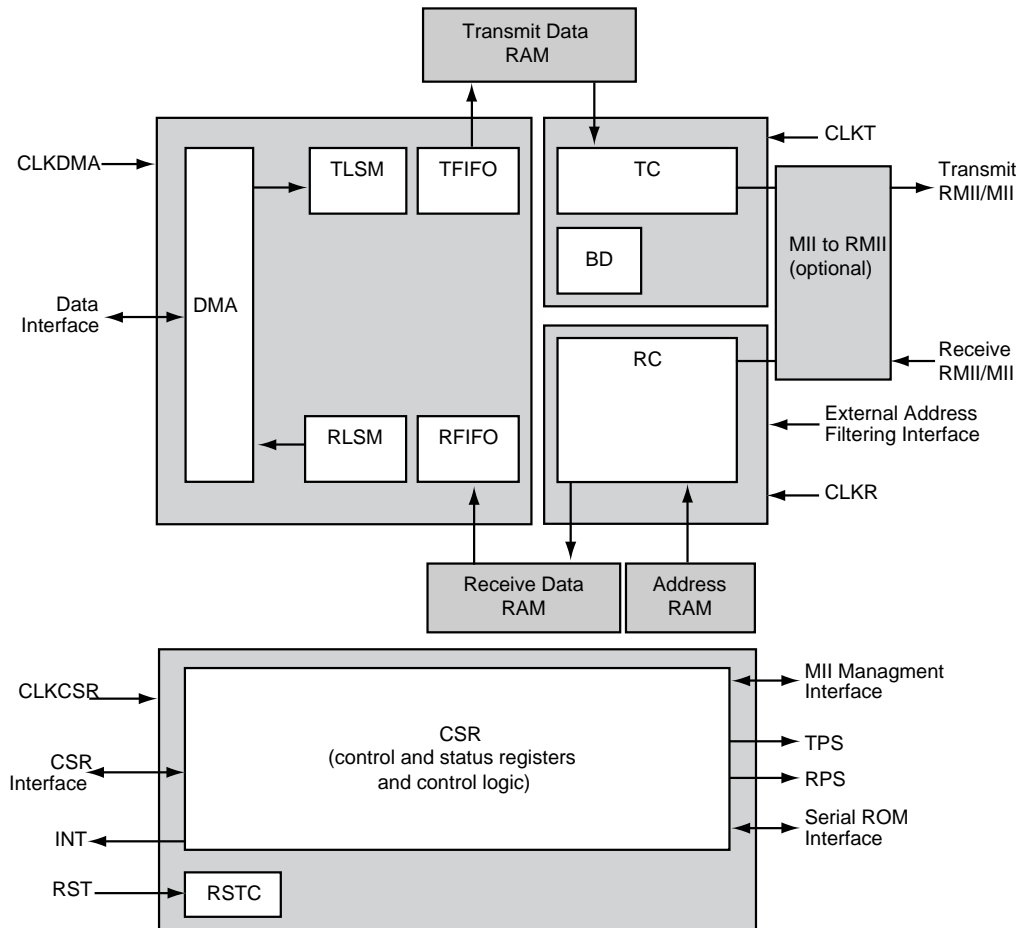 Transmit Data
RAM
CLKDMA
TLSM
TFIFO
TC
CLKT
Transmit
RMII/MII
BD
MII to RMII
(optional)
Data
Interface
DMA
RC
Receive
RMII/MII
RLSM
RFIFO
External Address
Filtering Interface
CLKR
Receive Data
RAM
Address
RAM
CLKCSR
MII Managment
Interface
CSR
(control and status registers
and control logic)
TPS
CSR
Interface
RPS
INT
Serial ROM
Interface
RST
RSTC